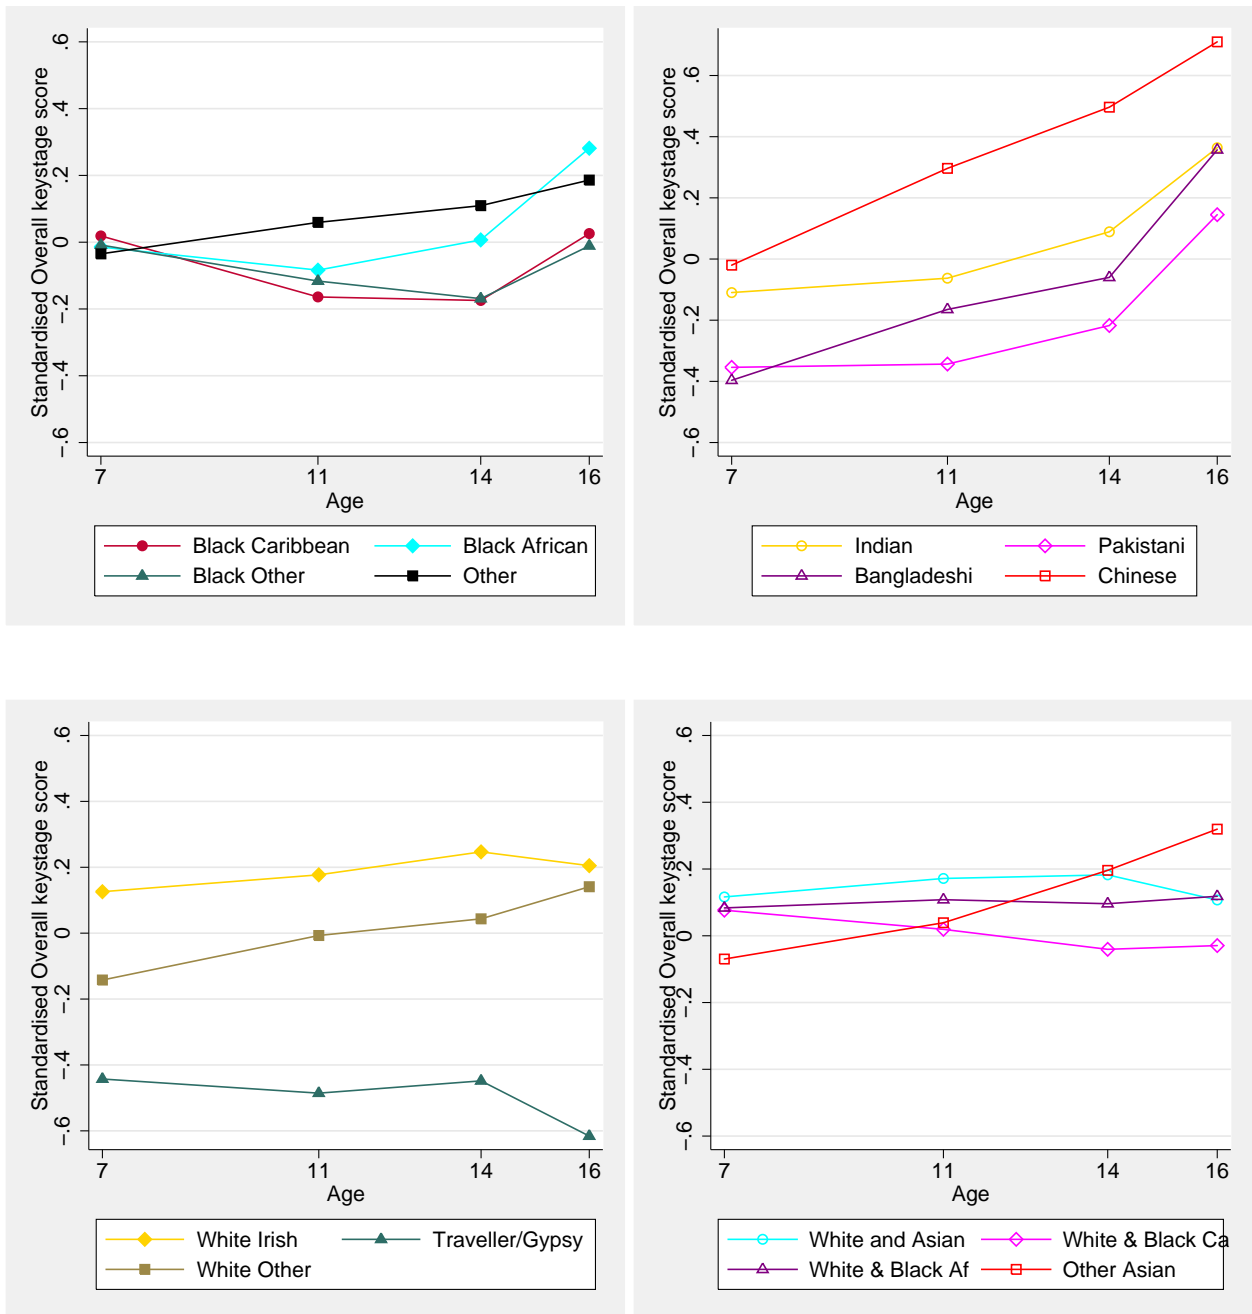 Standardised Overall keystage score
.6
.4
.2
0
−.2
−.4
−.6
7 11 14 16
Age
Black Caribbean Black African
Black Other Other
Standardised Overall keystage score
.6
.4
.2
0
−.2
−.4
−.6
7 11 14 16
Age
Indian Pakistani
Bangladeshi Chinese
Standardised Overall keystage score
.6
.4
.2
0
−.2
−.4
−.6
7 11 14 16
Age
White Irish Traveller/Gypsy
White Other
Standardised Overall keystage score
.6
.4
.2
0
−.2
−.4
−.6
7 11 14 16
Age
White and Asian White & Black Ca
White & Black Af Other Asian